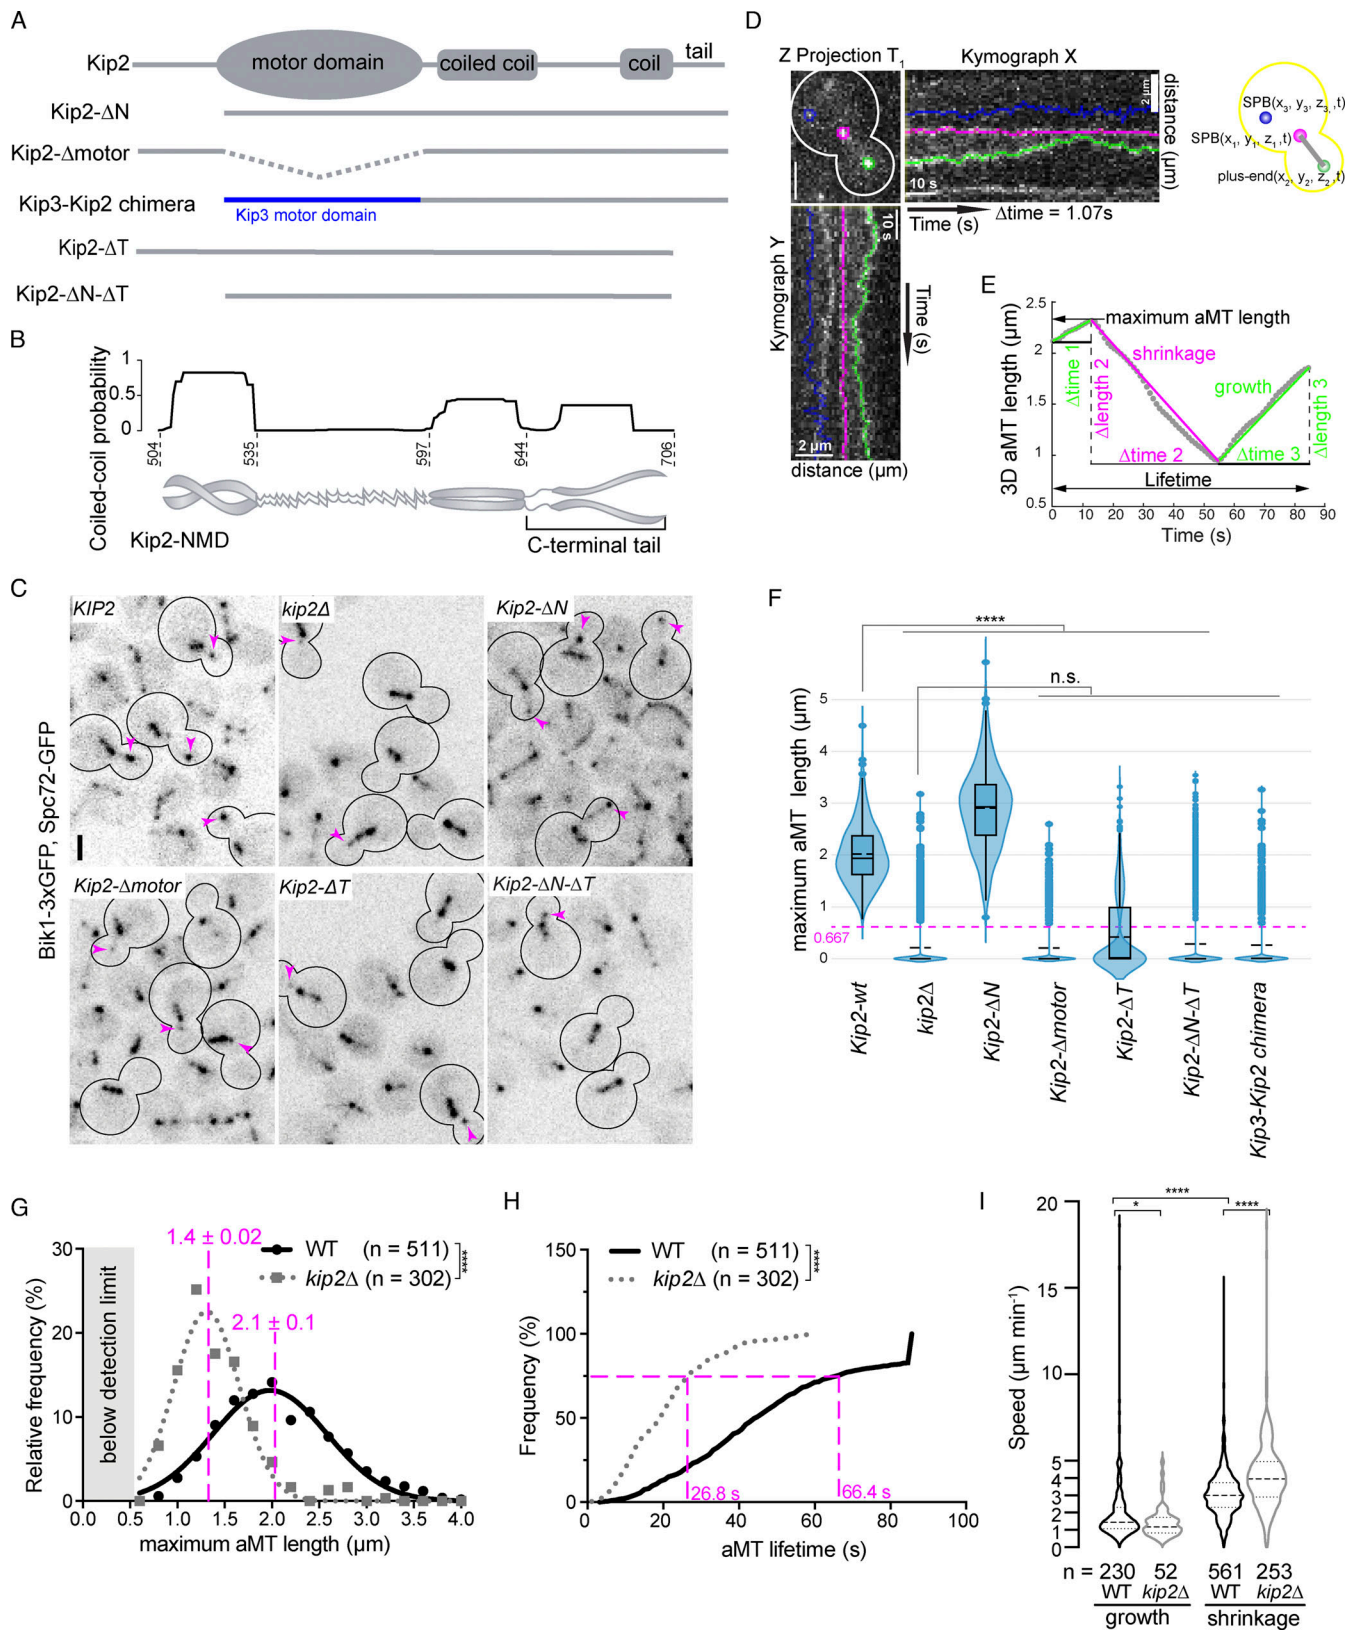 A
Kip2
motor domain
coiled coil
coil
tail
Kip2-ΔN
Kip2-Δmotor
Kip3-Kip2 chimera
Kip3 motor domain
Kip2-ΔT
Kip2-ΔN-ΔT
B
Coiled-coil probability
1
0.5
0
504
535
597
644
706
Kip2-NMD
C-terminal tail
C
Bik1-3xGFP, Spc72-GFP
KIP2
kip2Δ
Kip2-ΔN
Kip2-Δmotor
Kip2-ΔT
Kip2-ΔN-ΔT
D
Z Projection T1
Kymograph X
2 μm
distance (μm)
10 s
Time (s)
Δtime = 1.07s
SPB(x3, y3, z3, t)
SPB(x1, y1, z1,t)
plus-end(x2, y2, z2,t)
Kymograph Y
10 s
Time (s)
2 μm
distance (μm)
E
3D aMT length (μm)
2.5
2
1.5
1
0.5
maximum aMT length
shrinkage
growth
Δtime 1
Δlength 2
Δtime 2
Δtime 3
Δlength 3
Lifetime
0 10 20 30 40 50 60 70 80 90
Time (s)
F
****
n.s.
maximum aMT length (μm)
5
4
3
2
1
0.667
0
Kip2-wt
kip2Δ
Kip2-ΔN
Kip2-Δmotor
Kip2-ΔT
Kip2-ΔN-ΔT
Kip3-Kip2 chimera
G
Relative frequency (%)
30
20
10
0
below detection limit
1.4 ± 0.02
2.1 ± 0.1
WT (n = 511)
kip2Δ (n = 302)
****
0.0 0.5 1.0 1.5 2.0 2.5 3.0 3.5 4.0
maximum aMT length (μm)
H
Frequency (%)
150
100
50
0
WT (n = 511)
kip2Δ (n = 302)
****
26.8 s
66.4 s
0 20 40 60 80 100
aMT lifetime (s)
I
Speed (μm min-1)
20
15
10
5
4
3
2
1
0
****
*
****
n = 230 52 561 253
WT kip2Δ WT kip2Δ
growth shrinkage